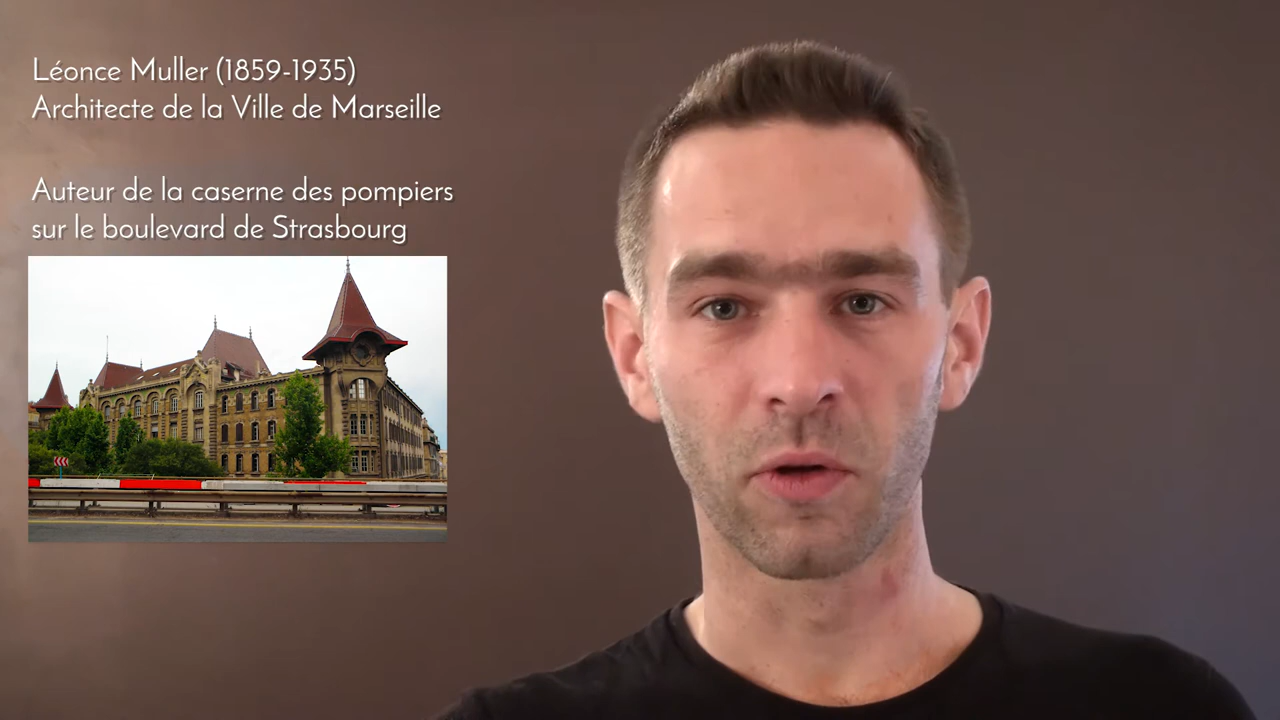 Léonce Muller (1859-1935)
Architecte de la Ville de Marseille
Auteur de la caserne des pompiers
sur le boulevard de Strasbourg